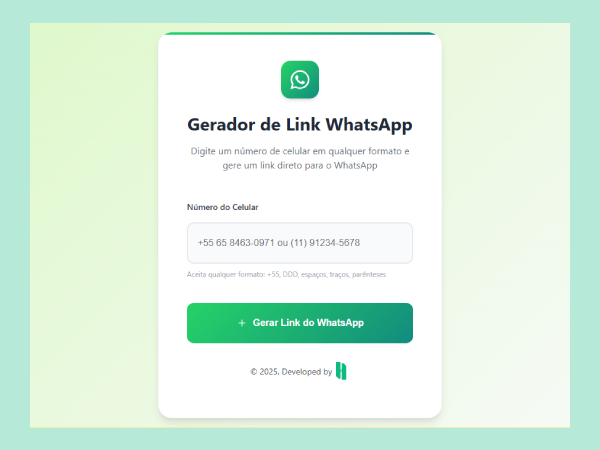 Gerador de Link WhatsApp
Digite um número de celular em qualquer formato e
gere um link direto para o WhatsApp
Número do Celular
+55 65 8463-0971 ou (11) 91234-5678
Aceita qualquer formato: +55, DDD, espaços, traços, parênteses
+ Gerar Link do WhatsApp
© 2025. Developed by